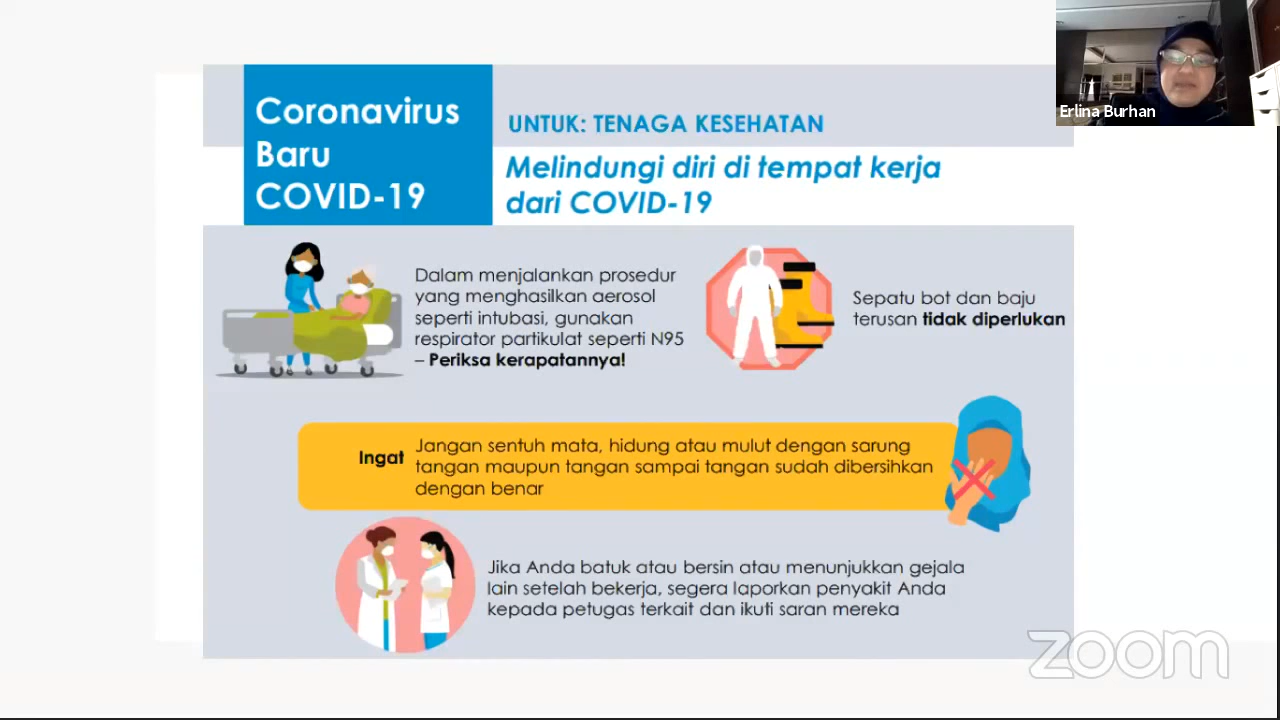 Erlina Burhan
Coronavirus
Baru
COVID-19
UNTUK: TENAGA KESEHATAN
Melindungi diri di tempat kerja
dari COVID-19
Dalam menjalankan prosedur
yang menghasilkan aerosol
seperti intubasi, gunakan
respirator partikulat seperti N95
– Periksa kerapatannya!
Sepatu bot dan baju
terusan tidak diperlukan
Ingat
Jangan sentuh mata, hidung atau mulut dengan sarung
tangan maupun tangan sampai tangan sudah dibersihkan
dengan benar
Jika Anda batuk atau bersin atau menunjukkan gejala
lain setelah bekerja, segera laporkan penyakit Anda
kepada petugas terkait dan ikuti saran mereka
zoom